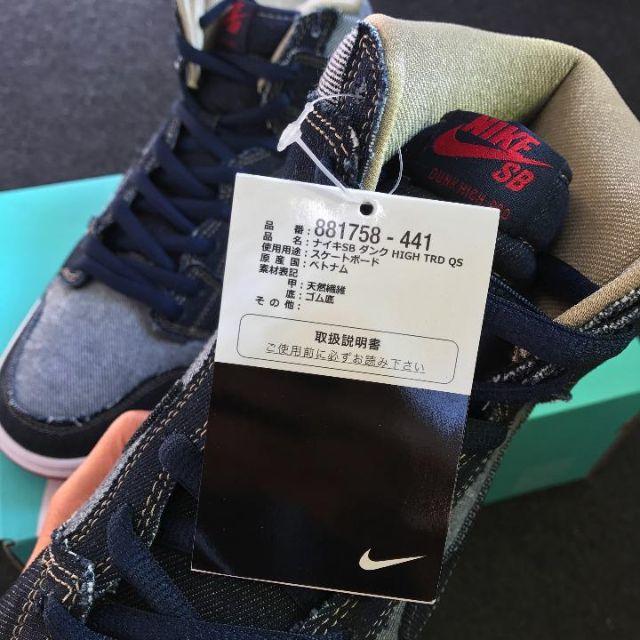 NIKE
SB
DUNK HIGH PRO
品 番: 881758-441
品 名: ナイキSB ダンク HIGH TRD QS
使用用途: スケートボード
原 産 国: ベトナム
素材表記
甲: 天然繊維
底: ゴム底
その他:
取扱説明書
ご使用前に必ずお読み下さい